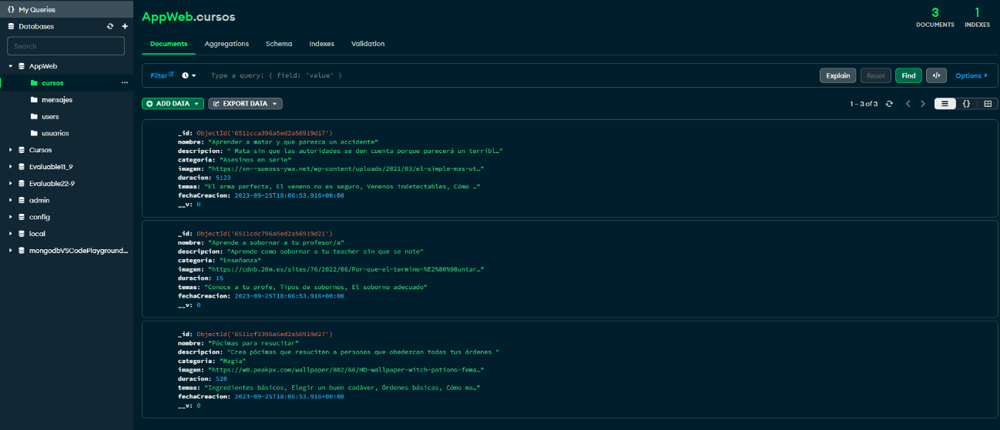 {} My Queries
Databases
Search
AppWeb
cursos
mensajes
users
usuarios
Cursos
Evaluable11_9
Evaluable22-9
admin
config
local
mongodbVSCodePlayground...
AppWeb.cursos
3 DOCUMENTS 1 INDEXES
Documents Aggregations Schema Indexes Validation
Filter Type a query: { field: 'value' } Explain Reset Find </> Options
ADD DATA EXPORT DATA 1 – 3 of 3 {}
_id: ObjectId('6511cca396a5ed2a56919d17')
nombre: "Aprender a matar y que parezca un accidente"
descripcion: " Mata sin que las autoridades se den cuenta porque parecerá un terribl…"
categoria: "Asesinos en serie"
imagen: "https://xn--sueoss-ywa.net/wp-content/uploads/2021/03/el-simple-mas-ut…"
duracion: 5123
temas: "El arma perfecta, El veneno no es seguro, Venenos indetectables, Cómo …"
fechaCreacion: 2023-09-25T18:06:53.916+00:00
__v: 0
_id: ObjectId('6511cdc796a5ed2a56919d21')
nombre: "Aprende a sobornar a tu profesor/a"
descripcion: "Aprende como sobornar a tu teacher sin que se note"
categoria: "Enseñanza"
imagen: "https://cdnb.20m.es/sites/76/2022/06/Por-que-el-termino-%E2%80%98untar…"
duracion: 15
temas: "Conoce a tu profe, Tipos de sobornos, El soborno adecuado"
fechaCreacion: 2023-09-25T18:06:53.916+00:00
__v: 0
_id: ObjectId('6511cf2396a5ed2a56919d27')
nombre: "Pócimas para resucitar"
descripcion: "Crea pócimas que resuciten a personas que obedezcan todas tus órdenes "
categoria: "Magia"
imagen: "https://w0.peakpx.com/wallpaper/802/66/HD-wallpaper-witch-potions-fema…"
duracion: 520
temas: "Ingredientes básicos, Elegir un buen cadáver, Órdenes básicas, Cómo ma…"
fechaCreacion: 2023-09-25T18:06:53.916+00:00
__v: 0